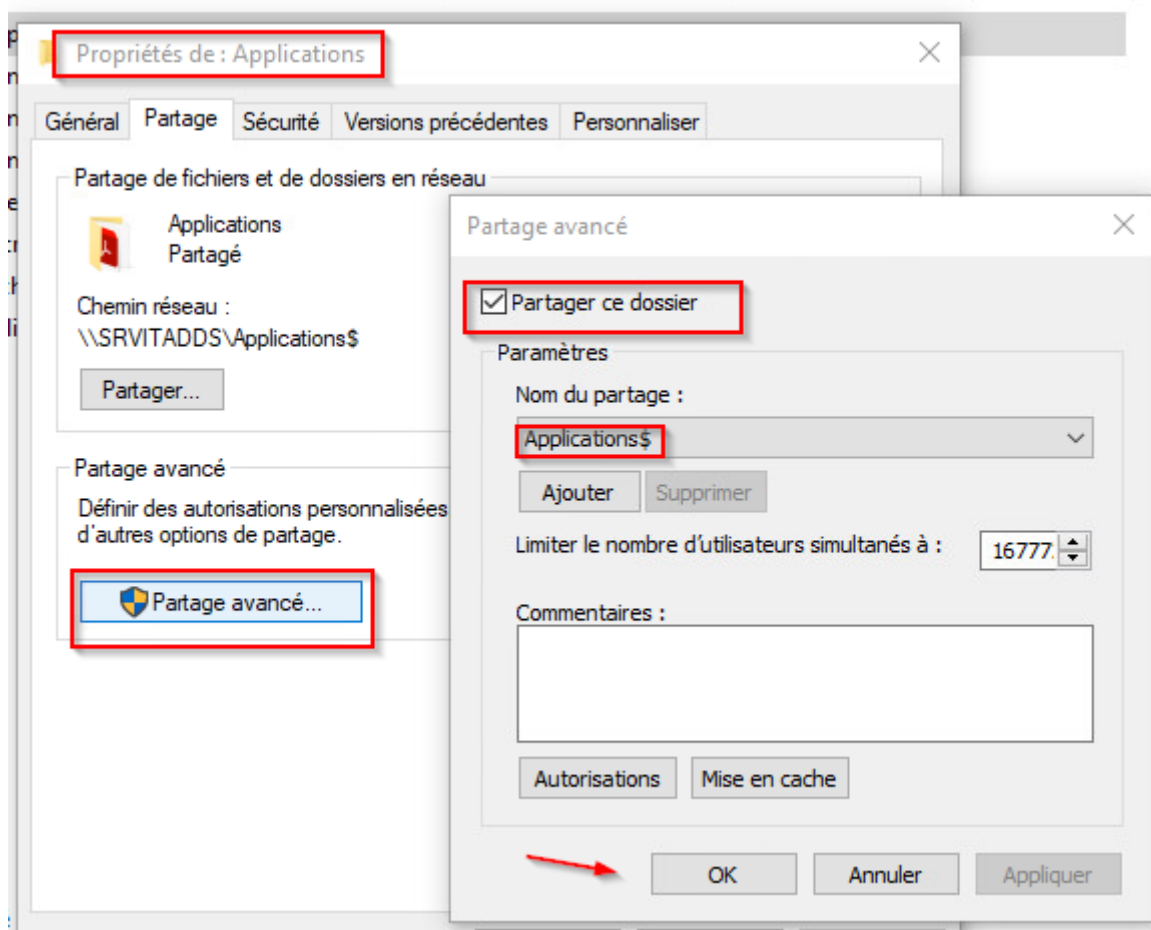 Propriétés de : Applications
Général Partage Sécurité Versions précédentes Personnaliser
Partage de fichiers et de dossiers en réseau
Applications
Partagé
Chemin réseau :
\\SRVITADDS\Applications$
Partager...
Partage avancé
Définir des autorisations personnalisées
d'autres options de partage.
Partage avancé...
Partage avancé
Partager ce dossier
Paramètres
Nom du partage :
Applications$
Ajouter Supprimer
Limiter le nombre d'utilisateurs simultanés à : 16777
Commentaires :
Autorisations Mise en cache
OK Annuler Appliquer